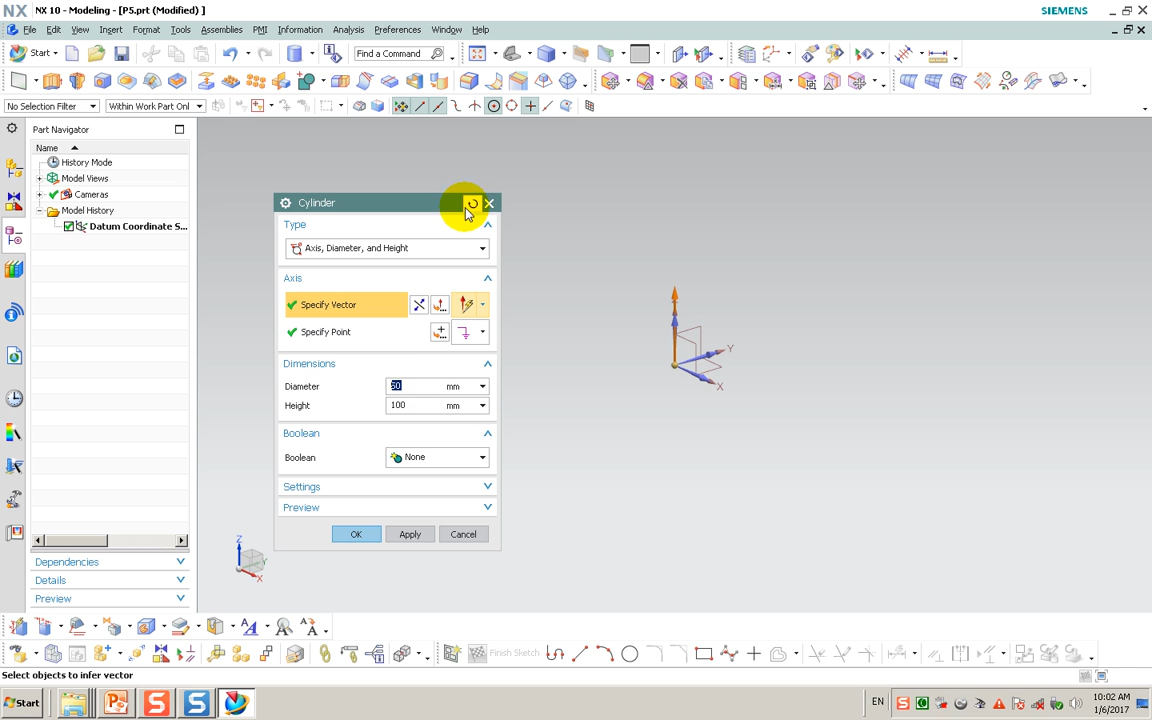 NX 10 - Modeling - [P5.prt (Modified) ]
SIEMENS
File Edit View Insert Format Tools Assemblies PMI Information Analysis Preferences Window Help
Start
Find a Command
No Selection Filter
Within Work Part Onl
Part Navigator
Name
History Mode
Model Views
Cameras
Model History
Datum Coordinate S...
Cylinder
Type
Axis, Diameter, and Height
Axis
Specify Vector
Specify Point
Dimensions
Diameter 50 mm
Height 100 mm
Boolean
Boolean None
Settings
Preview
OK Apply Cancel
Y
X
Z
Y
X
Dependencies
Details
Preview
Finish Sketch
Select objects to infer vector
Start
EN
10:02 AM
1/6/2017